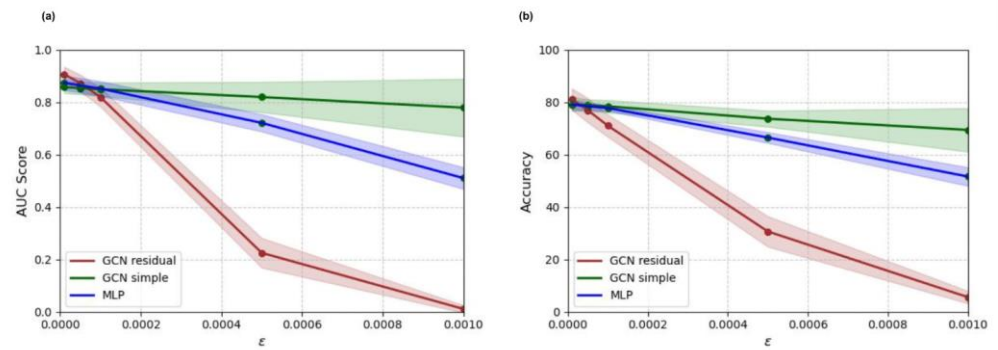 (a)
1.0
0.8
0.6
0.4
0.2
0.0
AUC Score
GCN residual
GCN simple
MLP
0.0000 0.0002 0.0004 0.0006 0.0008 0.0010
ε
(b)
100
80
60
40
20
0
Accuracy
GCN residual
GCN simple
MLP
0.0000 0.0002 0.0004 0.0006 0.0008 0.0010
ε